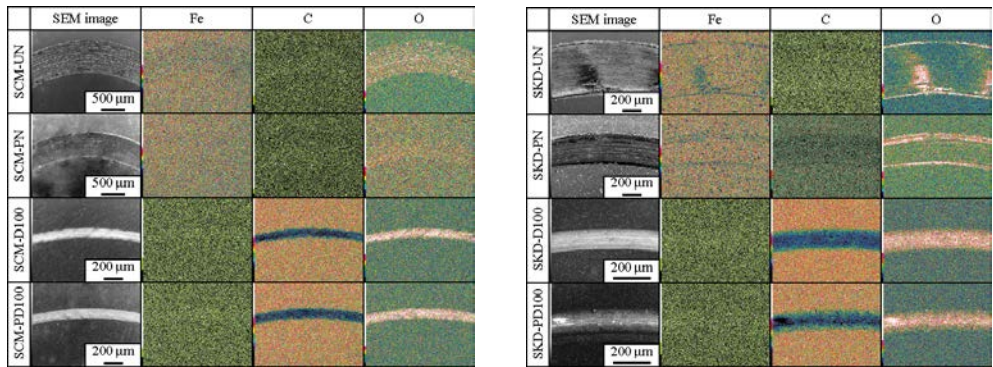 SEM image Fe C O
SCM-UN
500 μm
SCM-PN
500 μm
SCM-D100
200 μm
SCM-PD100
200 μm
SEM image Fe C O
SKD-UN
200 μm
SKD-PN
200 μm
SKD-D100
200 μm
SKD-PD100
200 μm